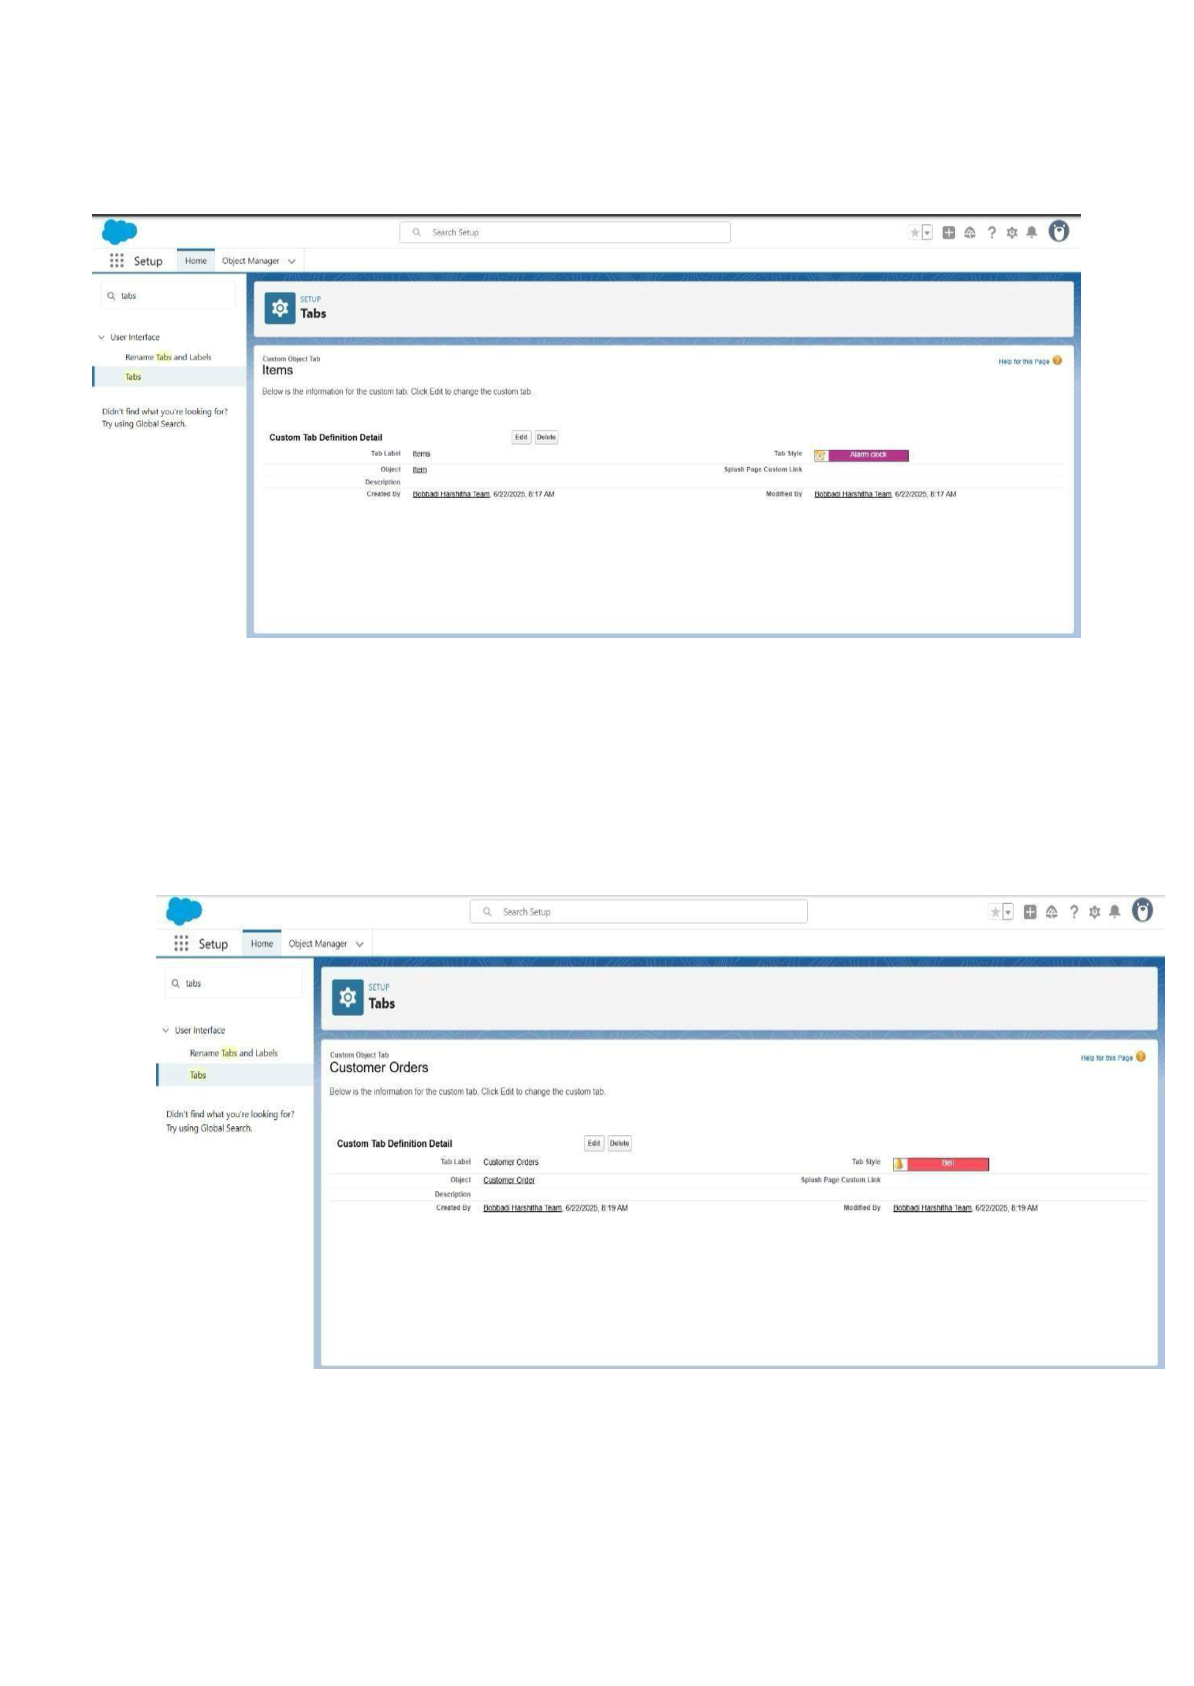 Search Setup
Setup Home Object Manager
tabs
SETUP
Tabs
User Interface
Rename Tabs and Labels
Tabs
Didn't find what you're looking for?
Try using Global Search.
Custom Object Tab
Items
Help for this Page
Below is the information for the custom tab. Click Edit to change the custom tab.
Custom Tab Definition Detail Edit Delete
Tab Label Items Tab Style Alarm clock
Object Item Splash Page Custom Link
Description
Created By Bobbadi Harshitha Team, 6/22/2025, 8:17 AM Modified By Bobbadi Harshitha Team, 6/22/2025, 8:17 AM
Search Setup
Setup Home Object Manager
tabs
SETUP
Tabs
User Interface
Rename Tabs and Labels
Tabs
Didn't find what you're looking for?
Try using Global Search.
Custom Object Tab
Customer Orders
Help for this Page
Below is the information for the custom tab. Click Edit to change the custom tab.
Custom Tab Definition Detail Edit Delete
Tab Label Customer Orders Tab Style Bell
Object Customer Order Splash Page Custom Link
Description
Created By Bobbadi Harshitha Team, 6/22/2025, 8:19 AM Modified By Bobbadi Harshitha Team, 6/22/2025, 8:19 AM